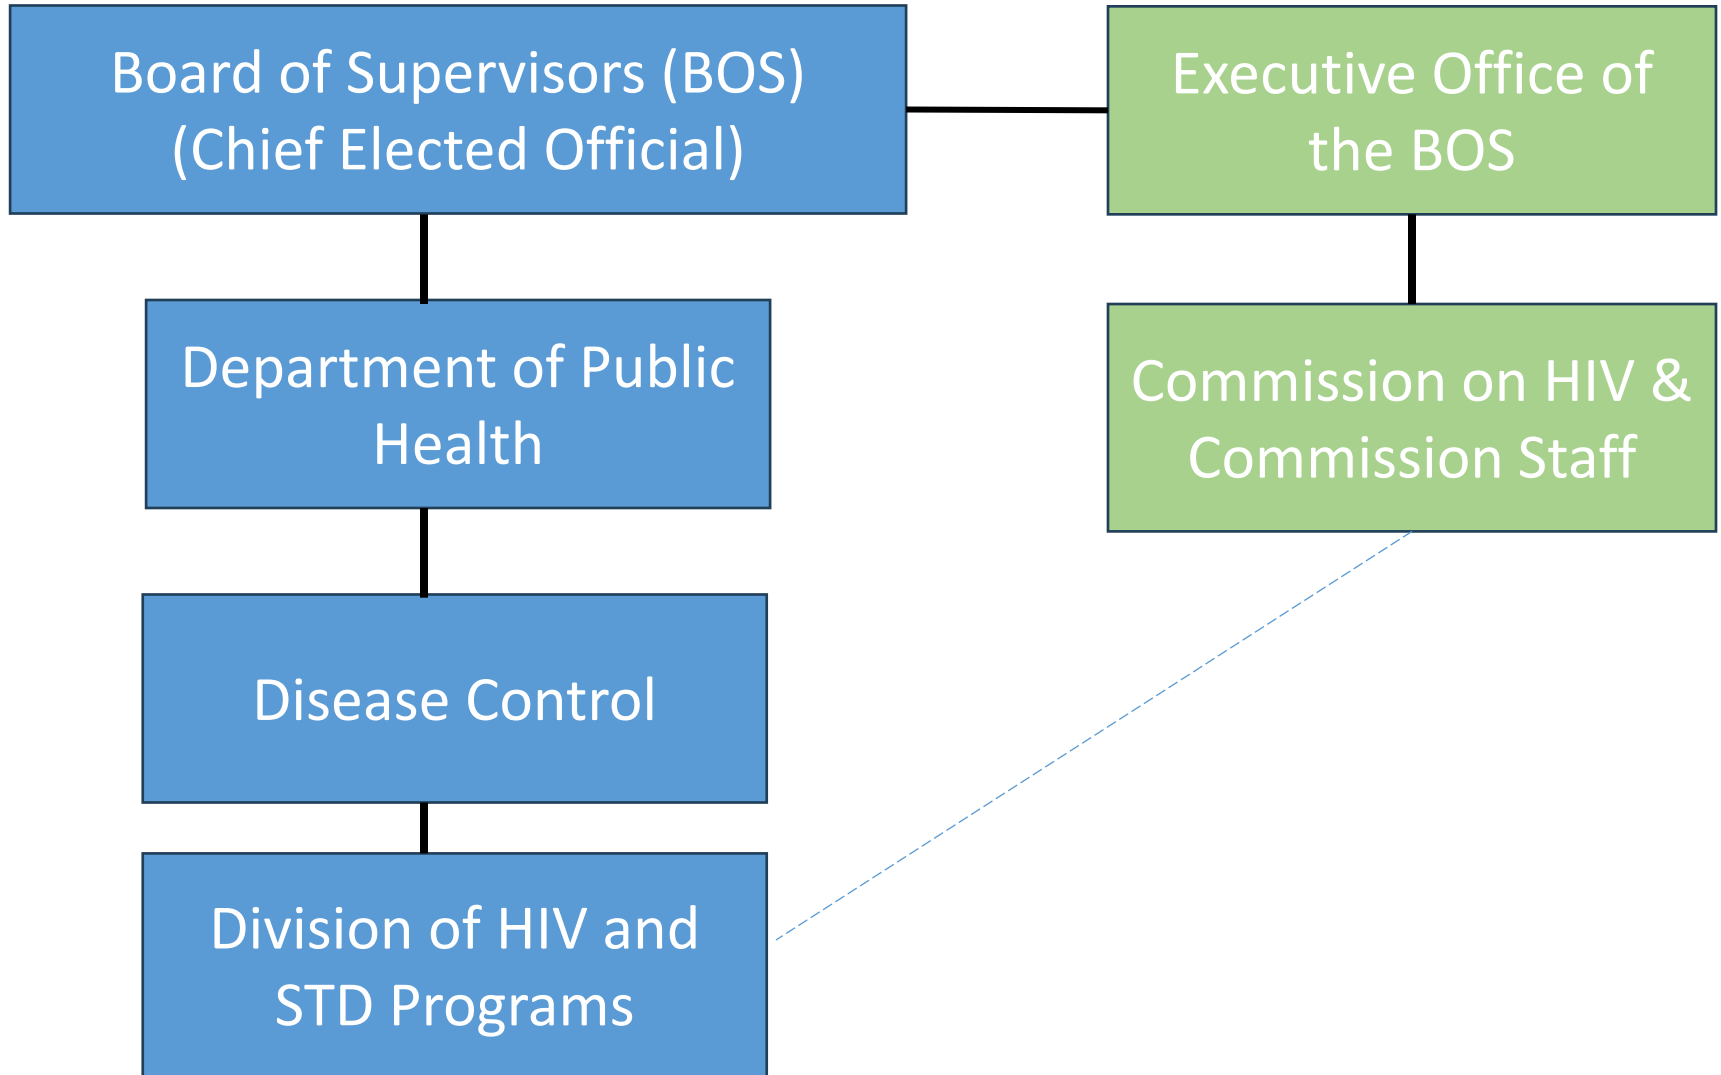 Board of Supervisors (BOS)
(Chief Elected Official)
Executive Office of
the BOS
Department of Public
Health
Commission on HIV &
Commission Staff
Disease Control
Division of HIV and
STD Programs